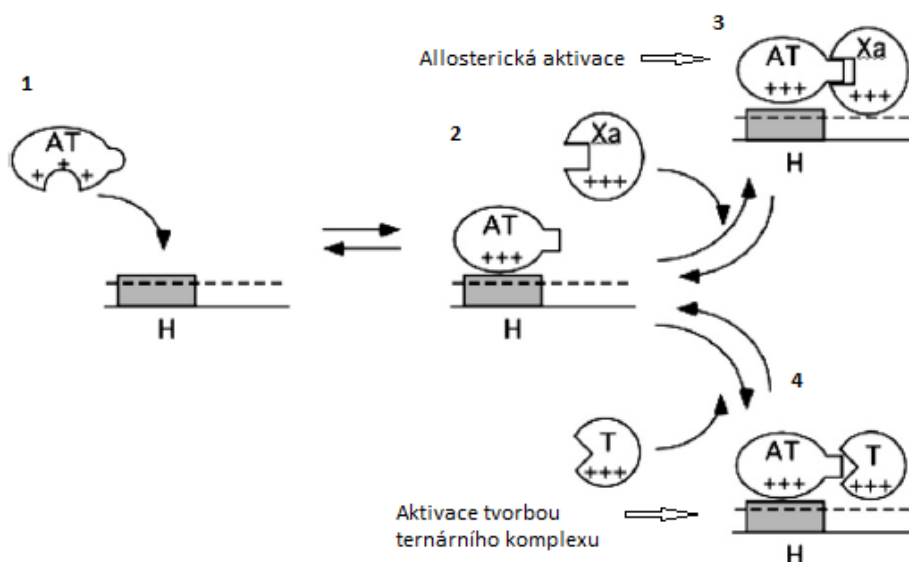 1
AT
+ + +
H
2
Xa
+++
AT
+++
H
Allosterická aktivace
3
AT
+++
Xa
+++
H
4
T
+++
AT
+++
T
+++
H
Aktivace tvorbou
ternárního komplexu